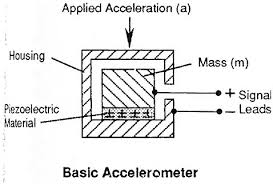 Applied Acceleration (a)
Housing
Mass (m)
+ Signal
Piezoelectric
Material
– Leads
Basic Accelerometer